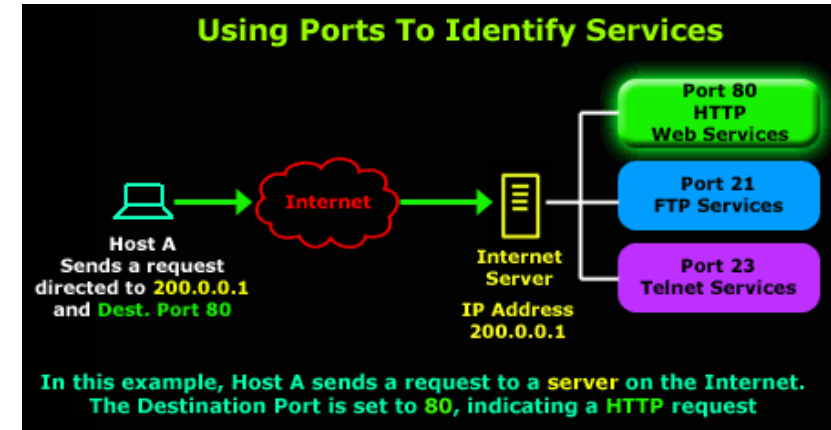 Using Ports To Identify Services
Port 80
HTTP
Web Services
Internet
Port 21
FTP Services
Host A
Sends a request
directed to 200.0.0.1
and Dest. Port 80
Internet
Server
IP Address
200.0.0.1
Port 23
Telnet Services
In this example, Host A sends a request to a server on the Internet.
The Destination Port is set to 80, indicating a HTTP request